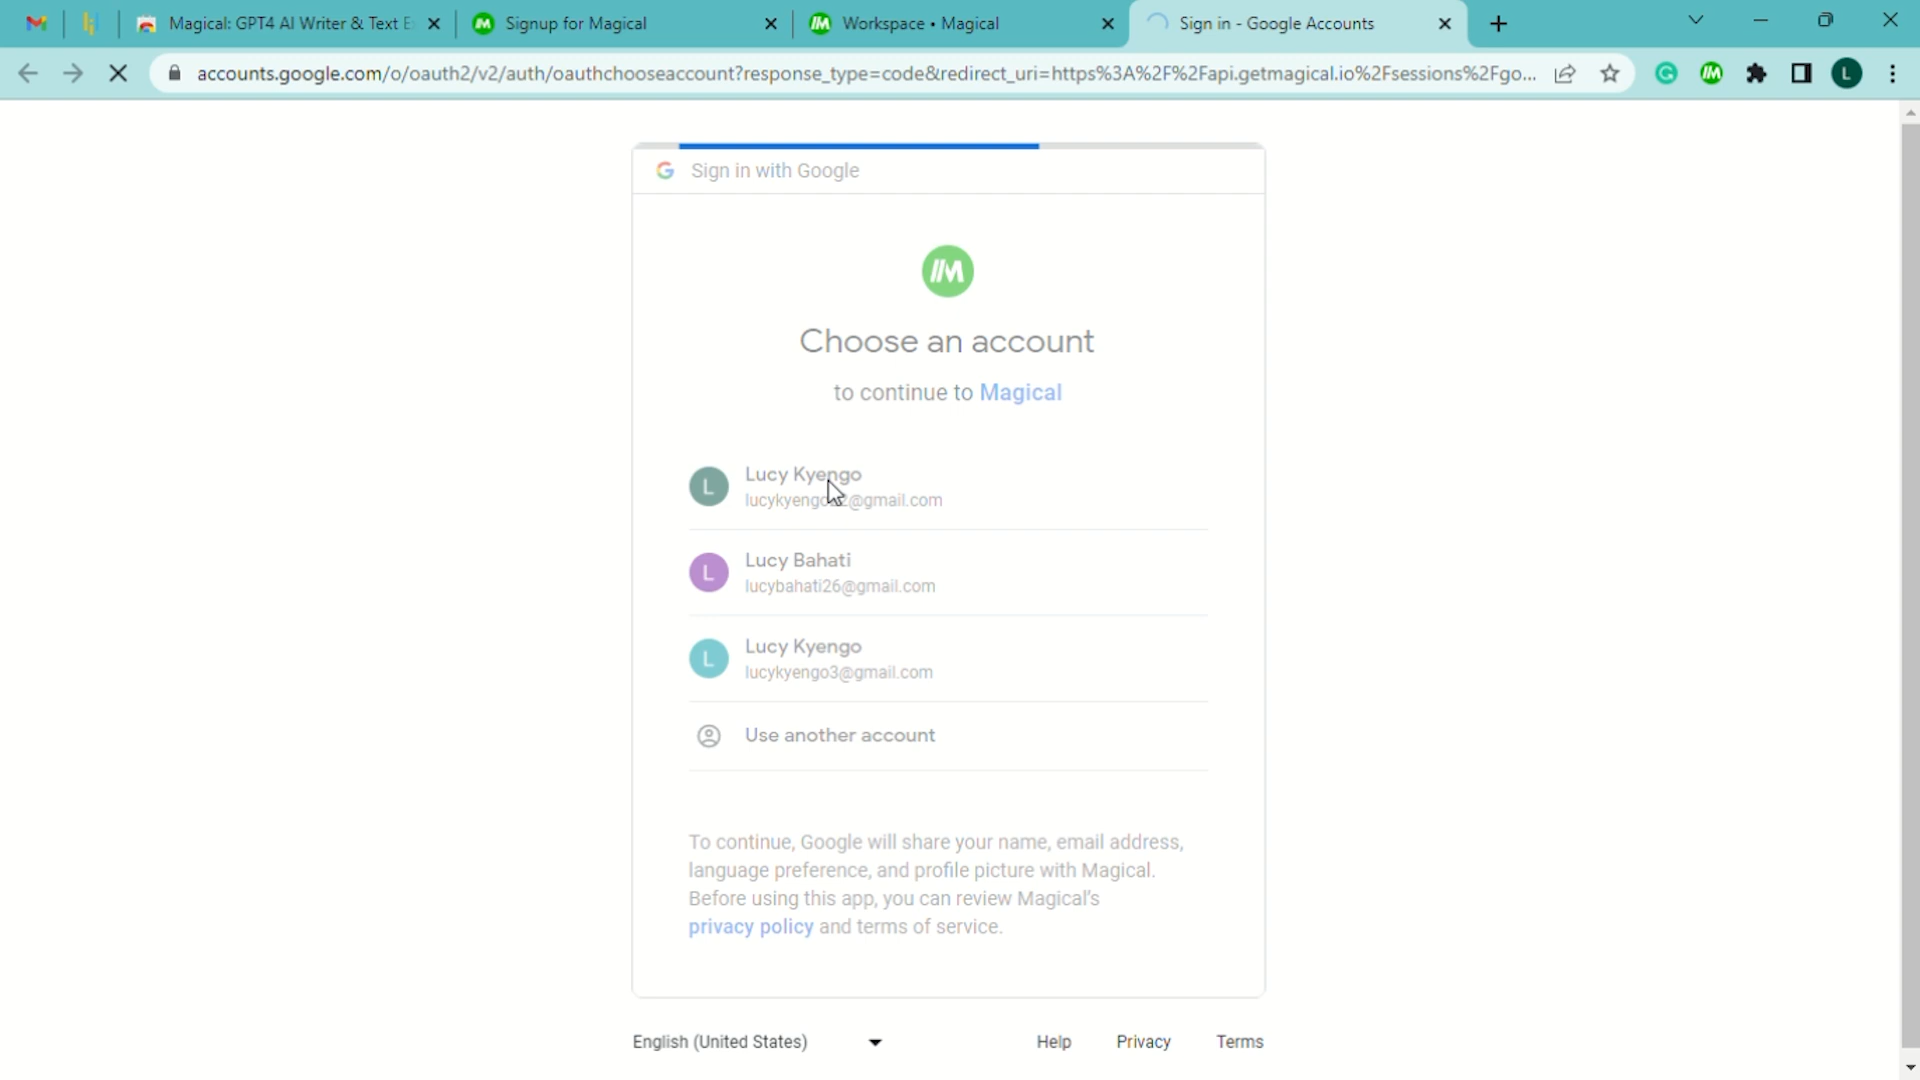 Magical: GPT4 AI Writer & Text E
Signup for Magical
Workspace • Magical
Sign in - Google Accounts
accounts.google.com/o/oauth2/v2/auth/oauthchooseaccount?response_type=code&redirect_uri=https%3A%2F%2Fapi.getmagical.io%2Fsessions%2Fgo...
L
Sign in with Google
Choose an account
to continue to Magical
L
Lucy Kyengo
@gmail.com
L
Lucy Bahati
lucybahati26@gmail.com
L
Lucy Kyengo
lucykyengo3@gmail.com
Use another account
To continue, Google will share your name, email address,
language preference, and profile picture with Magical.
Before using this app, you can review Magical's
privacy policy and terms of service.
English (United States)
Help
Privacy
Terms